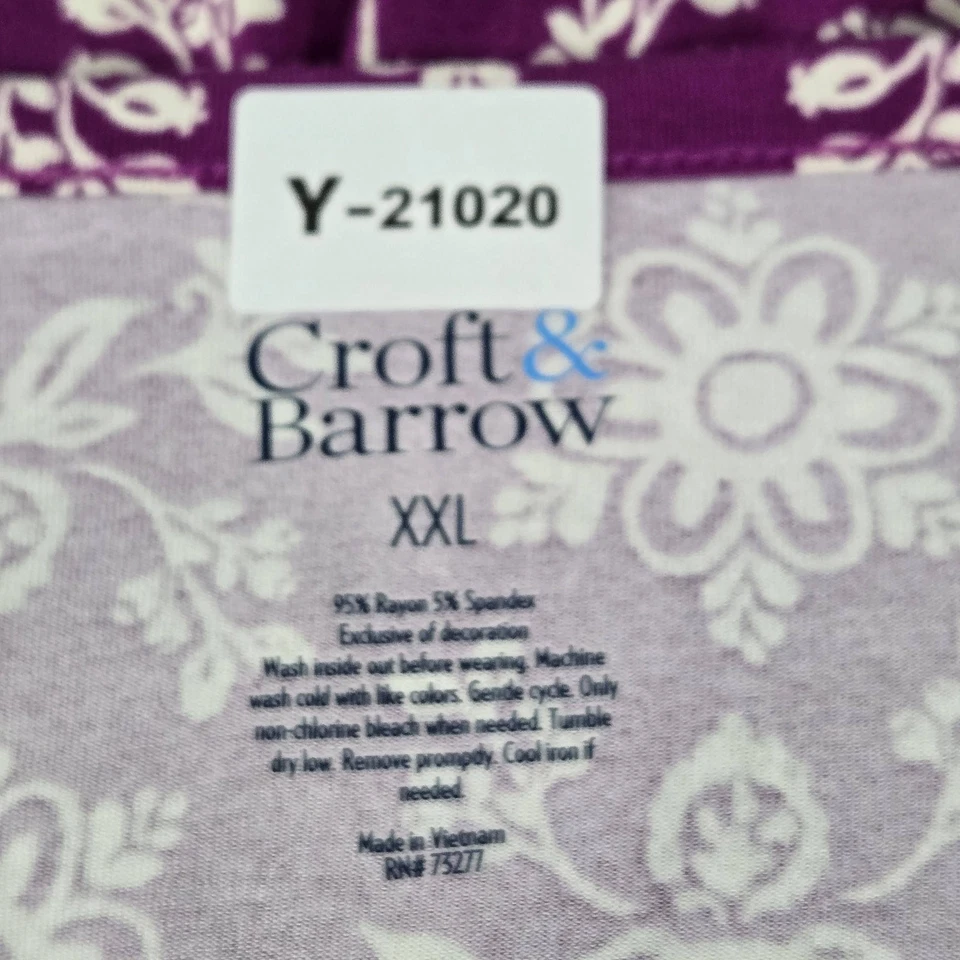 Y-21020
Croft &
Barrow
XXL
95% Rayon 5% Spandex
Exclusive of decoration
Wash inside out before wearing. Machine
wash cold with like colors. Gentle cycle. Only
non-chlorine bleach when needed. Tumble
dry low. Remove promptly. Cool iron if
needed.
Made in Vietnam
RN# 73277